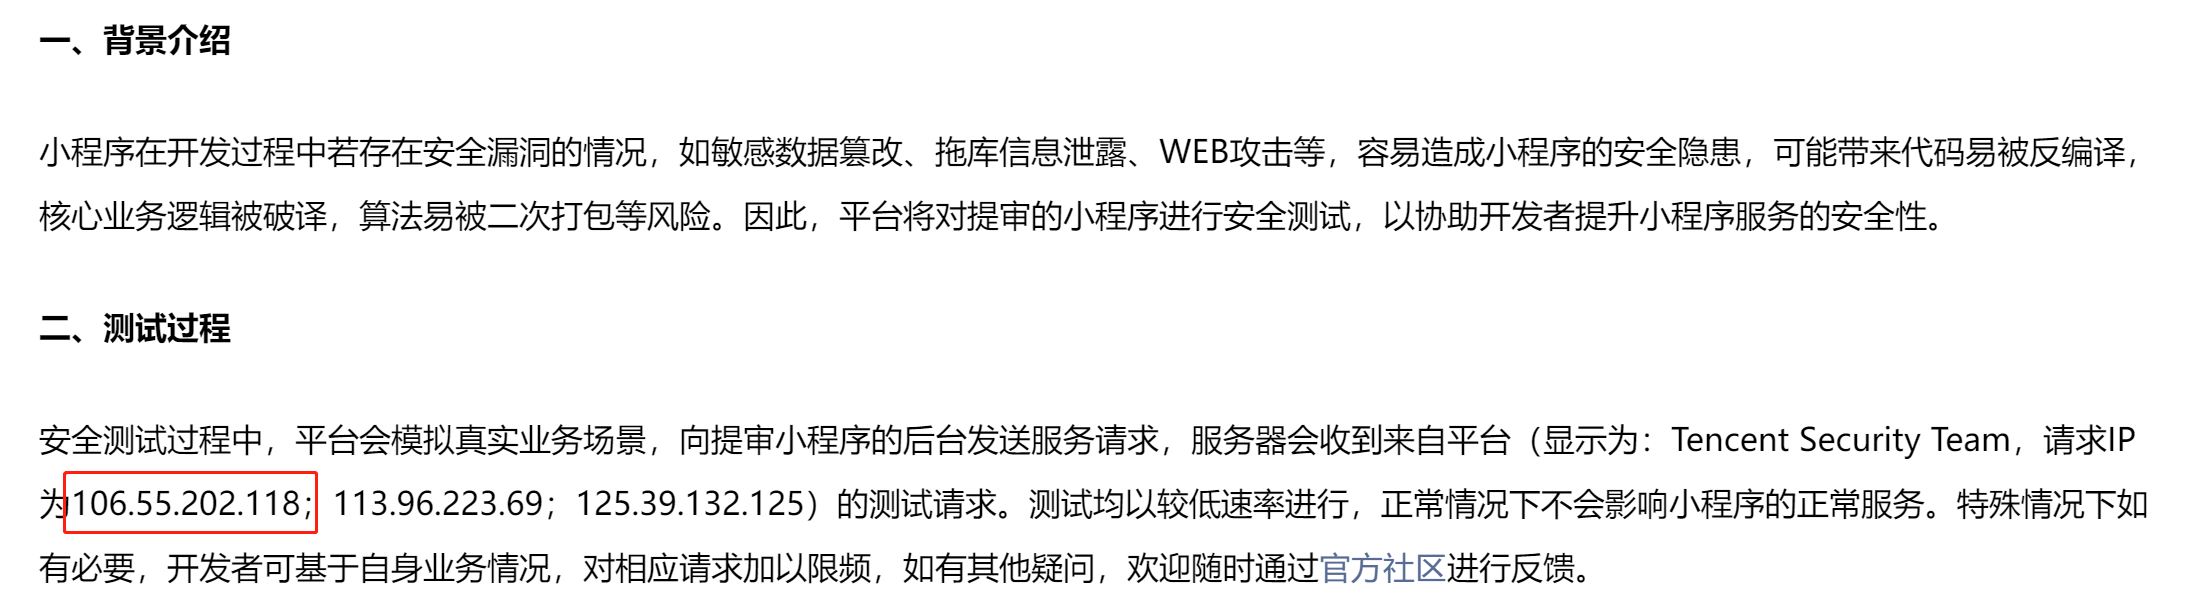 一、背景介绍
小程序在开发过程中若存在安全漏洞的情况，如敏感数据篡改、拖库信息泄露、WEB攻击等，容易造成小程序的安全隐患，可能带来代码易被反编译，
核心业务逻辑被破译，算法易被二次打包等风险。因此，平台将对提审的小程序进行安全测试，以协助开发者提升小程序服务的安全性。
二、测试过程
安全测试过程中，平台会模拟真实业务场景，向提审小程序的后台发送服务请求，服务器会收到来自平台（显示为：Tencent Security Team，请求IP
为106.55.202.118；113.96.223.69；125.39.132.125）的测试请求。测试均以较低速率进行，正常情况下不会影响小程序的正常服务。特殊情况下如
有必要，开发者可基于自身业务情况，对相应请求加以限频，如有其他疑问，欢迎随时通过官方社区进行反馈。